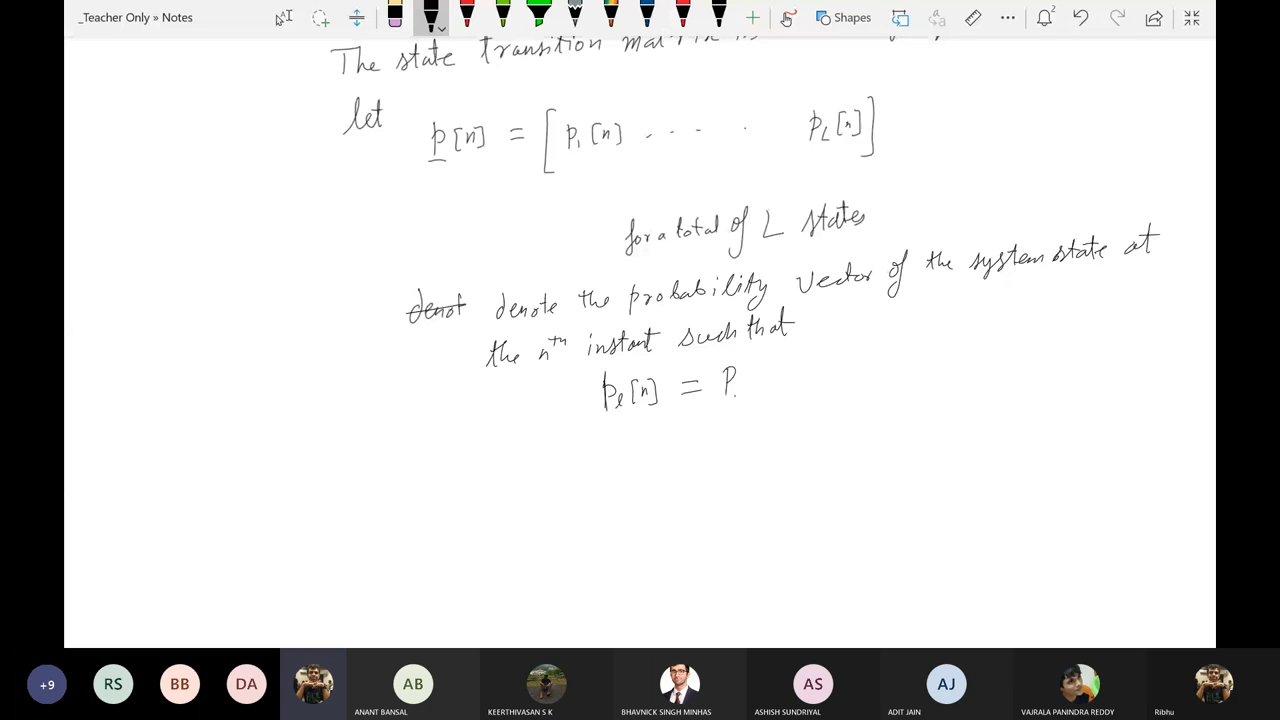 _Teacher Only » Notes
Shapes
The state transition matrix is
let p[n] = [p₁[n] . . . . . p_L[n]]
for a total of L states
denot denote the probability vector of the system state at
the nᵗʰ instant such that
pₗ[n] = P
+9
RS
BB
DA
AB
AS
AJ
ANANT BANSAL
KEERTHIVASAN S K
BHAVNICK SINGH MINHAS
ASHISH SUNDRIYAL
ADIT JAIN
VAJRALA PANINDRA REDDY
Ribhu